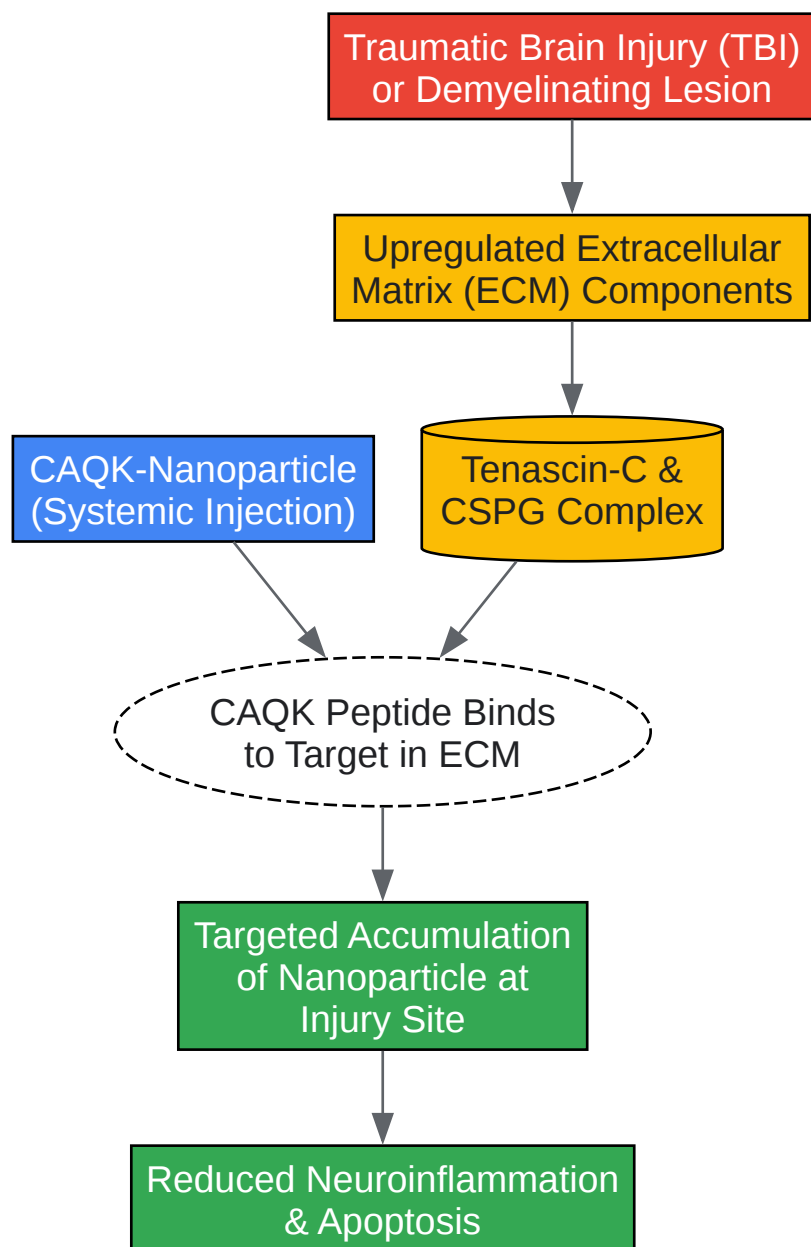 Traumatic Brain Injury (TBI)
or Demyelinating Lesion
Upregulated Extracellular
Matrix (ECM) Components
CAQK-Nanoparticle
(Systemic Injection)
Tenascin-C &
CSPG Complex
CAQK Peptide Binds
to Target in ECM
Targeted Accumulation
of Nanoparticle at
Injury Site
Reduced Neuroinflammation
& Apoptosis